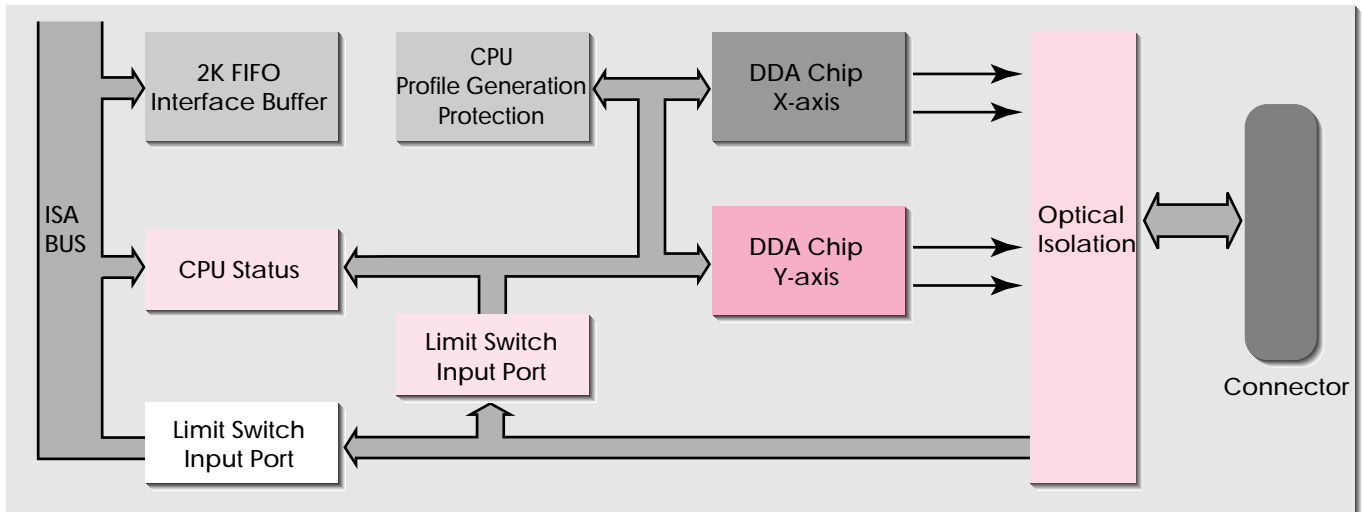 2K FIFO
Interface Buffer
CPU
Profile Generation
Protection
DDA Chip
X-axis
ISA
BUS
CPU Status
DDA Chip
Y-axis
Optical
Isolation
Limit Switch
Input Port
Connector
Limit Switch
Input Port